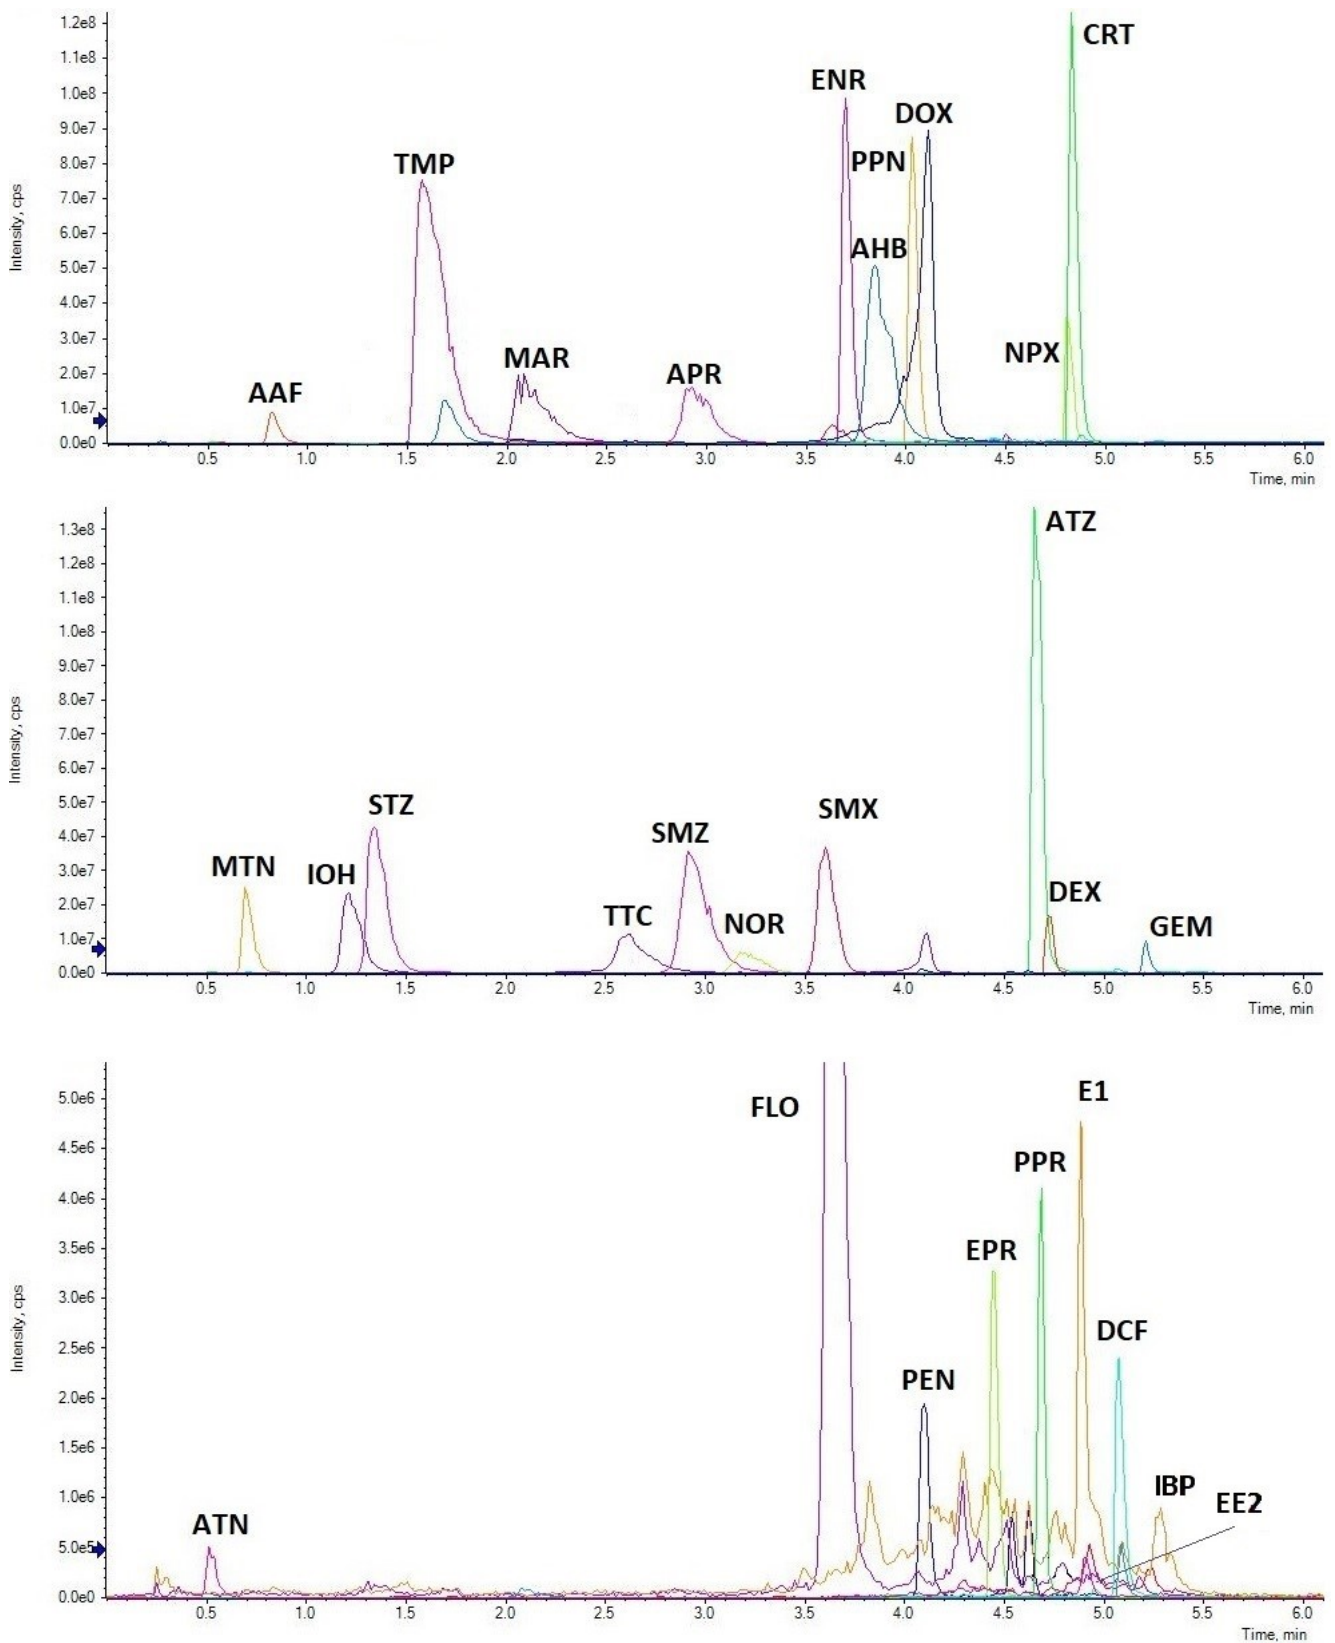 1.2e8
CRT
1.1e8
ENR
1.0e8
DOX
9.0e7
TMP
PPN
8.0e7
7.0e7
Intensity, cps
6.0e7
AHB
5.0e7
4.0e7
MAR
NPX
3.0e7
APR
2.0e7
AAF
1.0e7
0.0e0
0.5 1.0 1.5 2.0 2.5 3.0 3.5 4.0 4.5 5.0 5.5 6.0
Time, min
ATZ
1.3e8
1.2e8
1.1e8
1.0e8
9.0e7
8.0e7
Intensity, cps
7.0e7
6.0e7
STZ
SMX
5.0e7
SMZ
4.0e7
MTN
IOH
3.0e7
DEX
TTC
NOR
GEM
2.0e7
1.0e7
0.0e0
0.5 1.0 1.5 2.0 2.5 3.0 3.5 4.0 4.5 5.0 5.5 6.0
Time, min
E1
FLO
5.0e6
4.5e6
PPR
4.0e6
EPR
3.5e6
3.0e6
Intensity, cps
DCF
2.5e6
PEN
2.0e6
1.5e6
IBP
EE2
1.0e6
ATN
5.0e5
0.0e0
0.5 1.0 1.5 2.0 2.5 3.0 3.5 4.0 4.5 5.0 5.5 6.0
Time, min